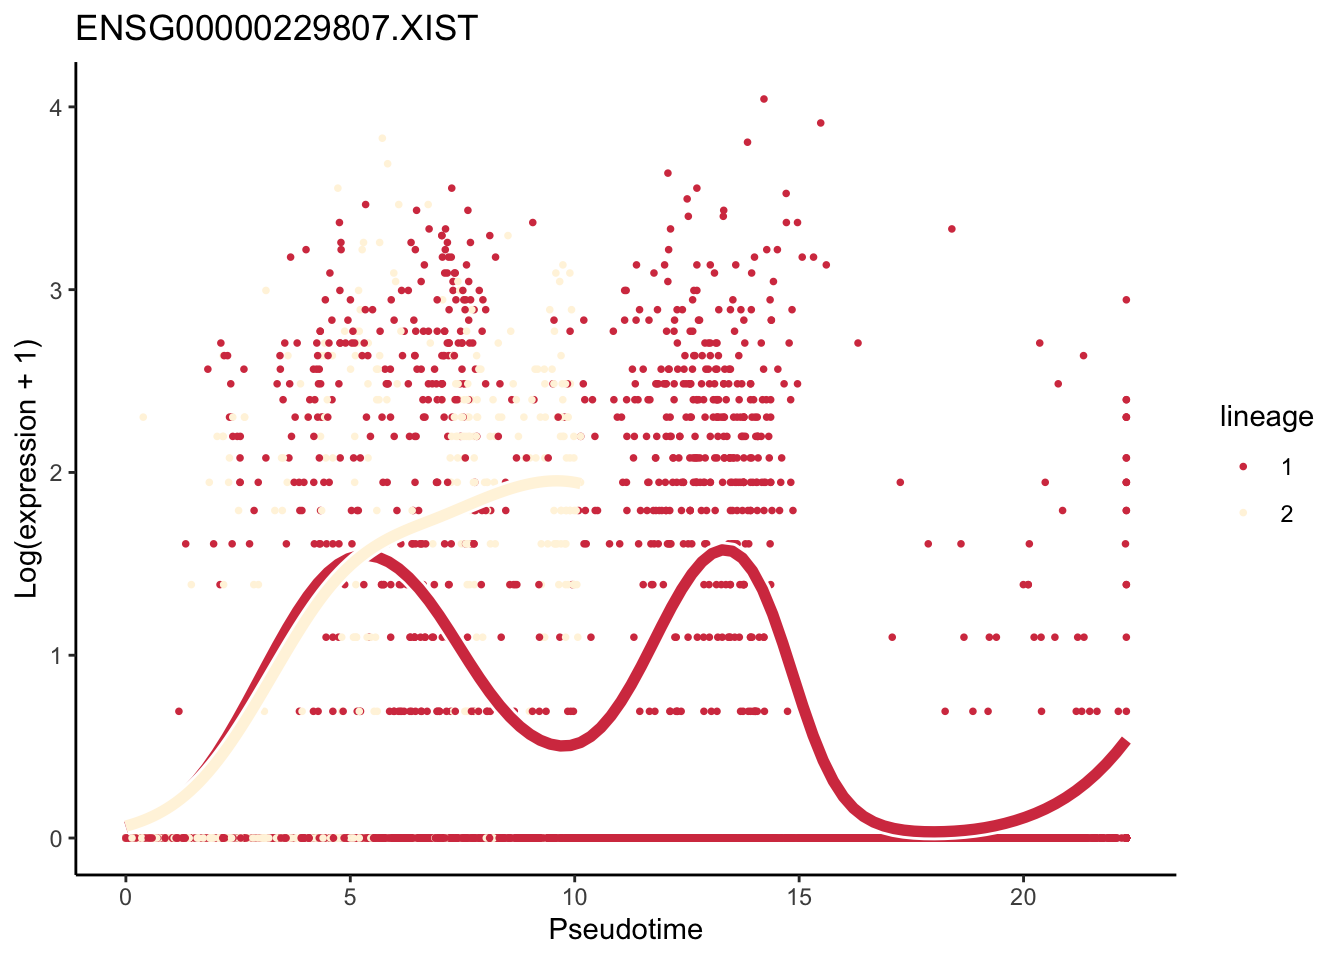 ENSG00000229807.XIST
Log(expression + 1)
4
3
2
1
0
0 5 10 15 20
Pseudotime
lineage
1
2